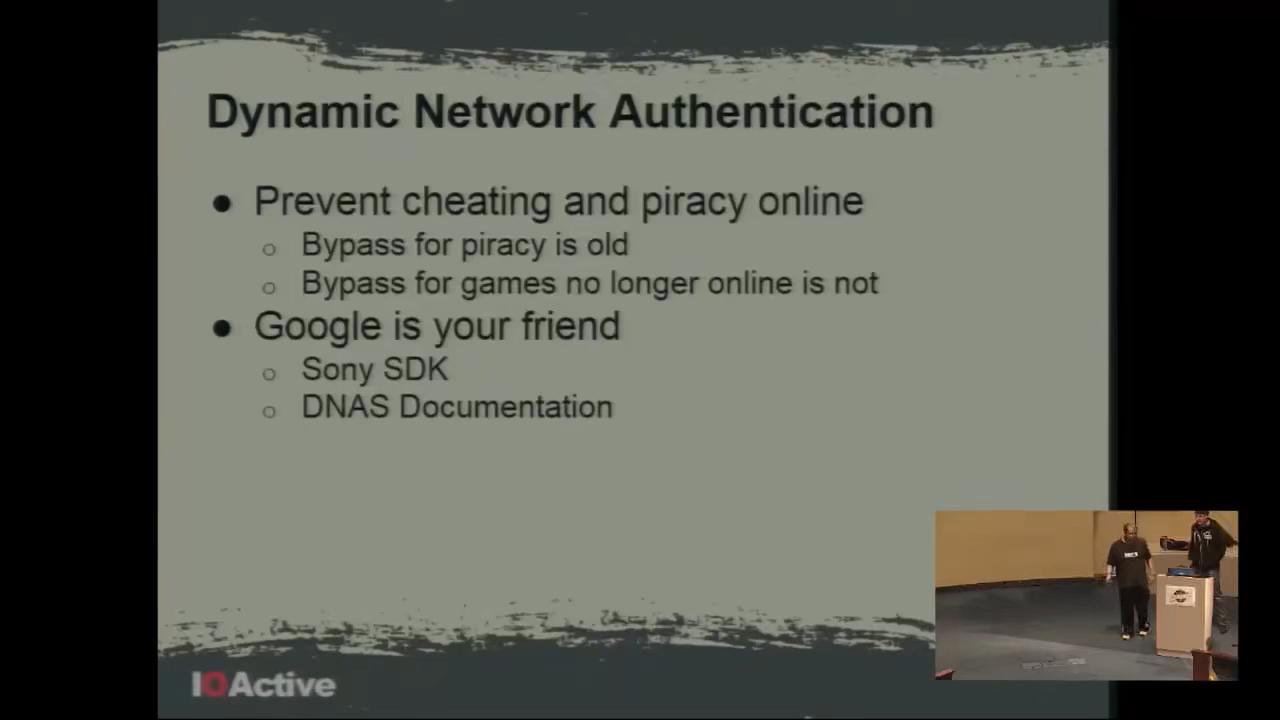 Dynamic Network Authentication
● Prevent cheating and piracy online
○ Bypass for piracy is old
○ Bypass for games no longer online is not
● Google is your friend
○ Sony SDK
○ DNAS Documentation
IOActive